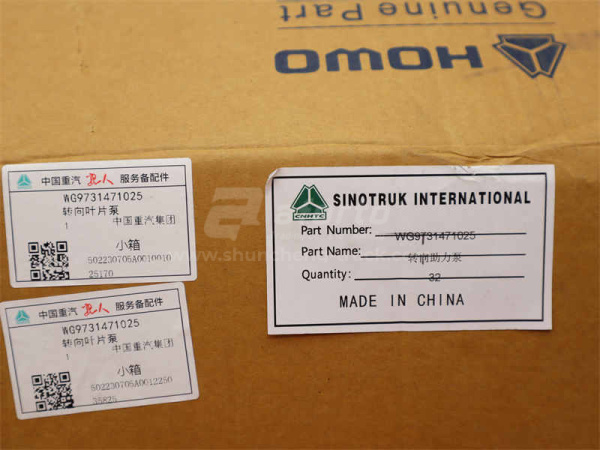 Genuine Part
HOWO
中国重汽 亲人 服务备配件
WG9731471025
转向叶片泵
1 中国重汽集团
小箱
S02230705A0010010
25170
中国重汽 亲人 服务备配件
WG9731471025
转向叶片泵
1 中国重汽集团
小箱
S02230705A0012250
35825
CNHTC
SINOTRUK INTERNATIONAL
Part Number: WG9731471025
Part Name: 转向助力泵
Quantity: 32
MADE IN CHINA